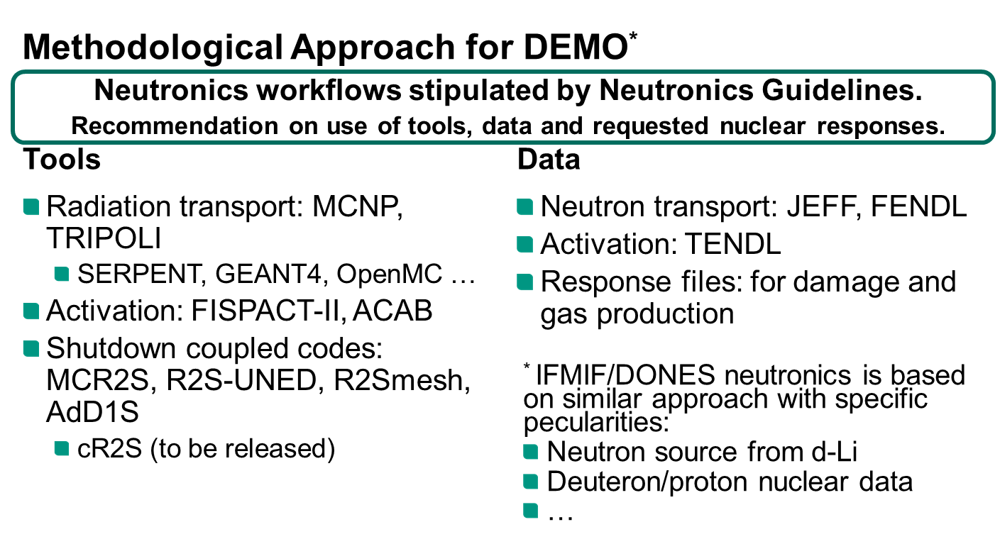 Methodological Approach for DEMO*
Neutronics workflows stipulated by Neutronics Guidelines.
Recommendation on use of tools, data and requested nuclear responses.
Tools
Radiation transport: MCNP,
TRIPOLI
SERPENT, GEANT4, OpenMC …
Activation: FISPACT-II, ACAB
Shutdown coupled codes:
MCR2S, R2S-UNED, R2Smesh,
AdD1S
cR2S (to be released)
Data
Neutron transport: JEFF, FENDL
Activation: TENDL
Response files: for damage and
gas production
* IFMIF/DONES neutronics is based
on similar approach with specific
pecularities:
Neutron source from d-Li
Deuteron/proton nuclear data
…